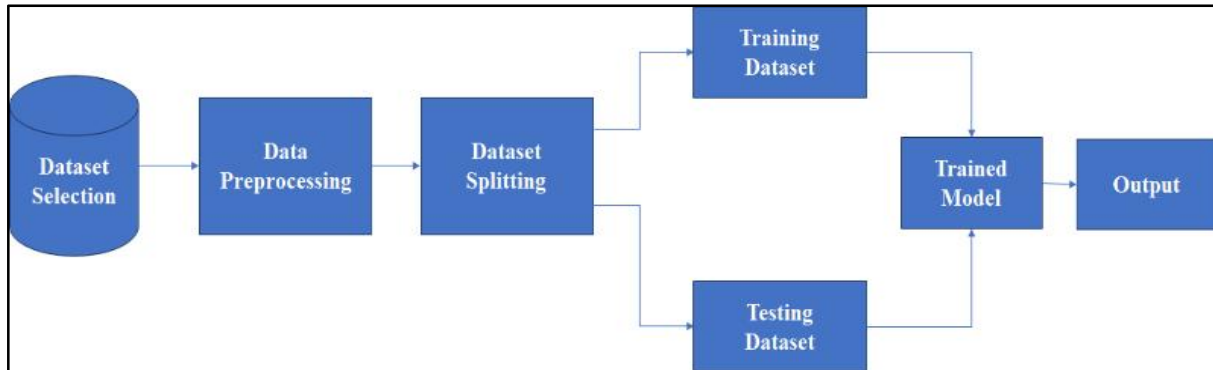 Dataset
Selection
Data
Preprocessing
Dataset
Splitting
Training
Dataset
Testing
Dataset
Trained
Model
Output